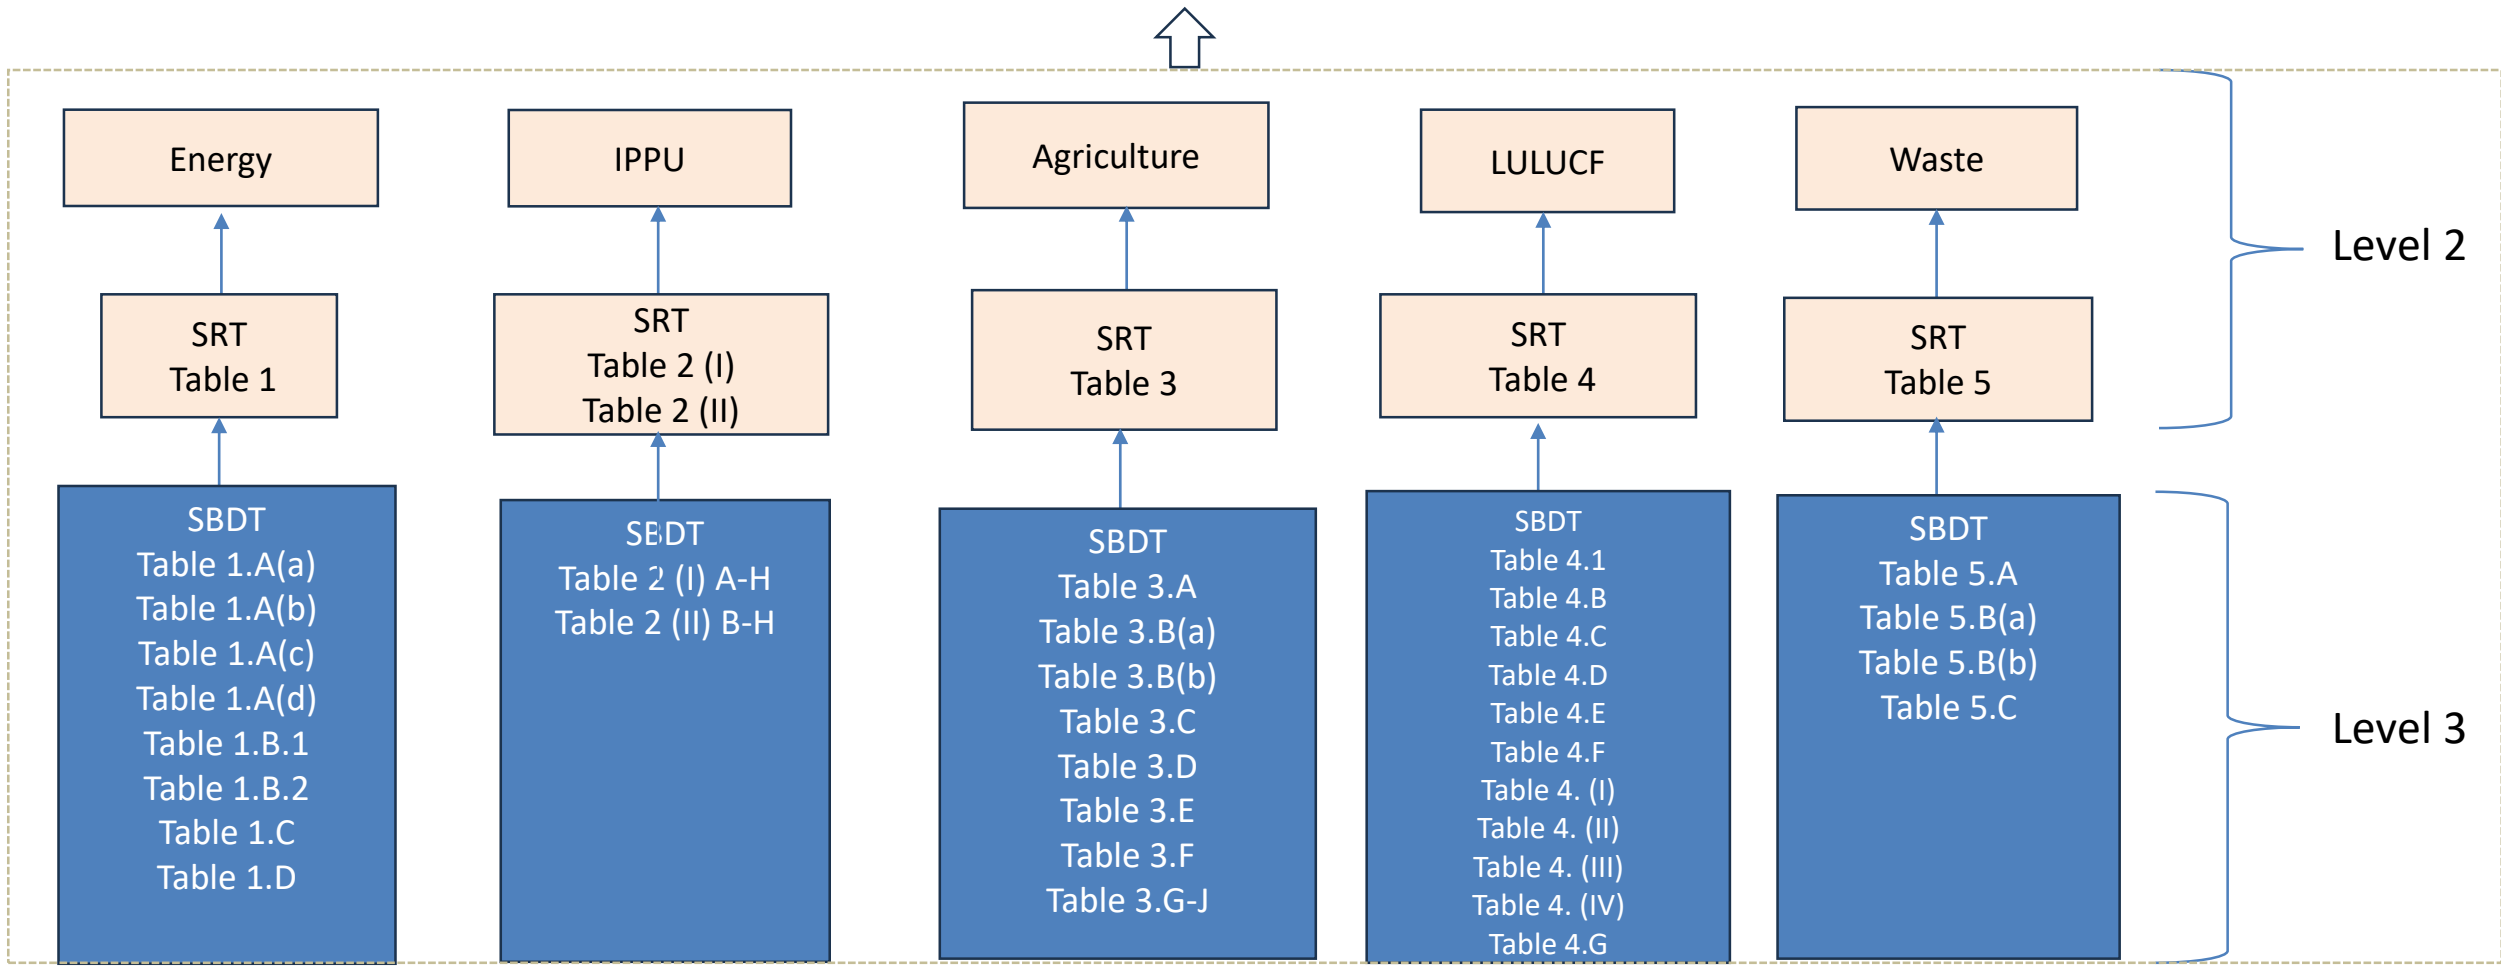 Energy
IPPU
Agriculture
LULUCF
Waste
Level 2
SRT
Table 1
SRT
Table 2 (I)
Table 2 (II)
SRT
Table 3
SRT
Table 4
SRT
Table 5
SBDT
Table 1.A(a)
Table 1.A(b)
Table 1.A(c)
Table 1.A(d)
Table 1.B.1
Table 1.B.2
Table 1.C
Table 1.D
SBDT
Table 2 (I) A-H
Table 2 (II) B-H
SBDT
Table 3.A
Table 3.B(a)
Table 3.B(b)
Table 3.C
Table 3.D
Table 3.E
Table 3.F
Table 3.G-J
SBDT
Table 4.1
Table 4.B
Table 4.C
Table 4.D
Table 4.E
Table 4.F
Table 4. (I)
Table 4. (II)
Table 4. (III)
Table 4. (IV)
Table 4.G
SBDT
Table 5.A
Table 5.B(a)
Table 5.B(b)
Table 5.C
Level 3